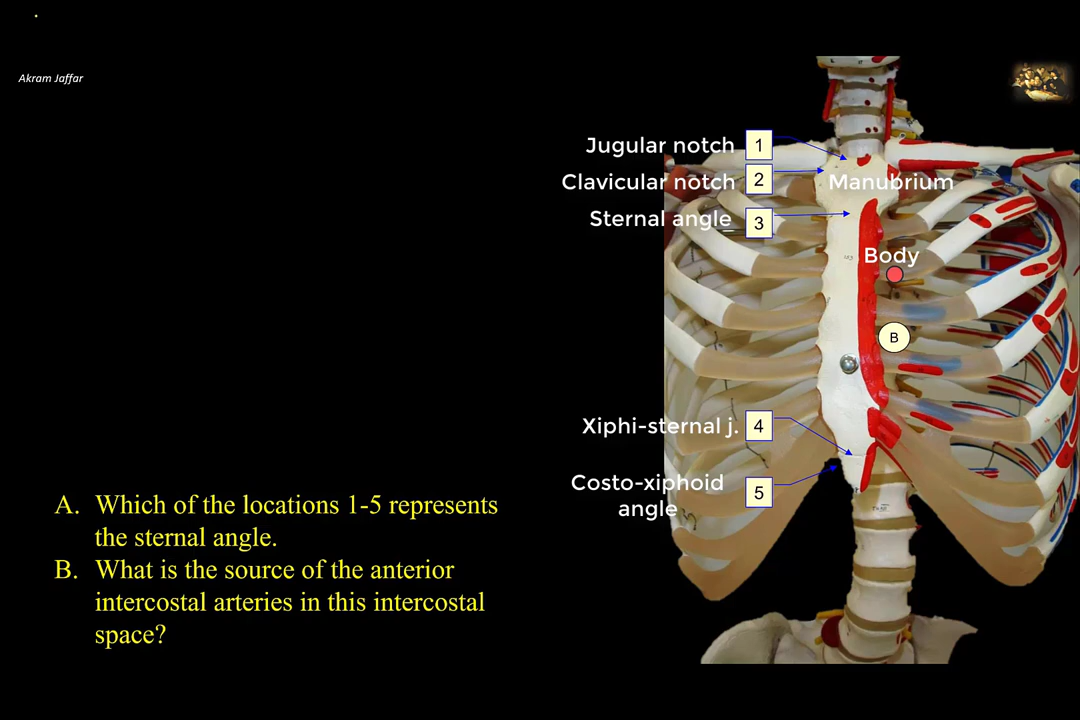 Akram Jaffar
Jugular notch 1
Clavicular notch 2
Manubrium
Sternal angle 3
Body
B
Xiphi-sternal j. 4
Costo-xiphoid
angle 5
A. Which of the locations 1-5 represents
the sternal angle.
B. What is the source of the anterior
intercostal arteries in this intercostal
space?